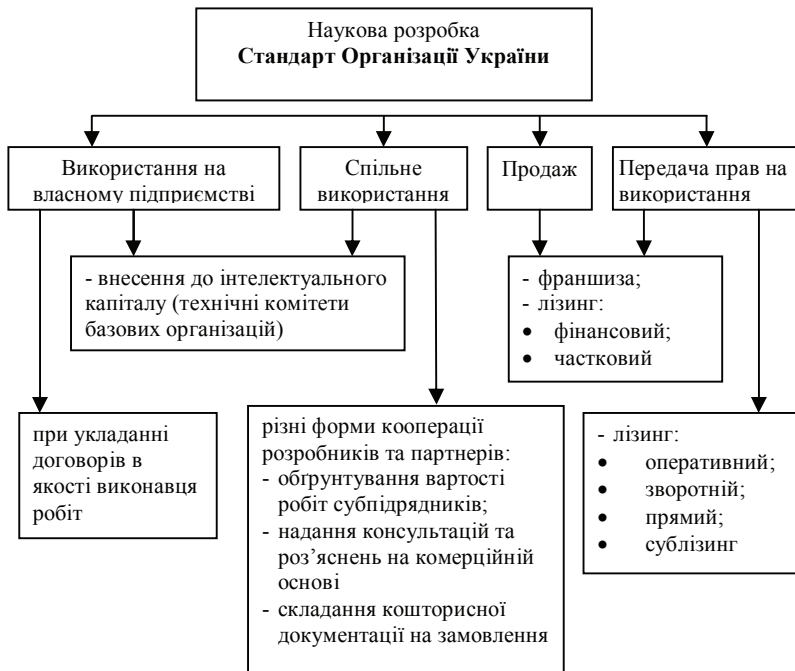 Наукова розробка
Стандарт Організації України
Використання на
власному підприємстві
Спільне
використання
Продаж
Передача прав на
використання
- внесення до інтелектуального
капіталу (технічні комітети
базових організацій)
- франшиза;
- лізинг:
• фінансовий;
• частковий
при укладанні
договорів в
якості виконавця
робіт
різні форми кооперації
розробників та партнерів:
- обґрунтування вартості
робіт субпідрядників;
- надання консультацій та
роз’яснень на комерційній
основі
- складання кошторисної
документації на замовлення
- лізинг:
• оперативний;
• зворотній;
• прямий;
• сублізинг